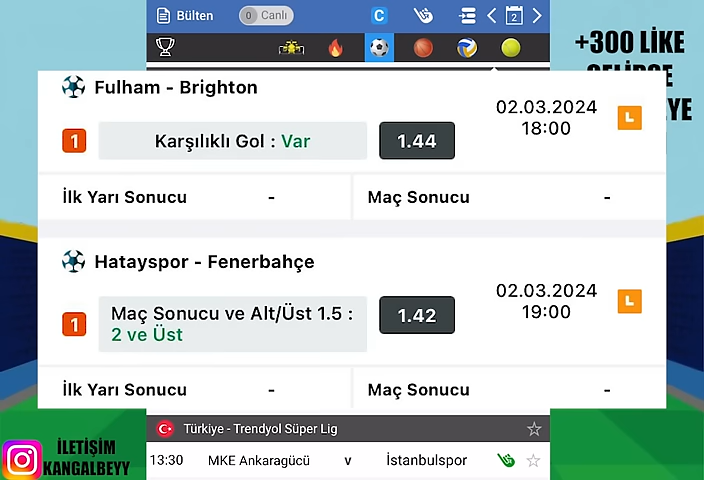 Bülten
0 Canlı
C
2
+300 LİKE
Fulham - Brighton
02.03.2024
18:00
L
1
Karşılıklı Gol : Var
1.44
İlk Yarı Sonucu
-
Maç Sonucu
-
Hatayspor - Fenerbahçe
02.03.2024
19:00
L
1
Maç Sonucu ve Alt/Üst 1.5 :
2 ve Üst
1.42
İlk Yarı Sonucu
-
Maç Sonucu
-
Türkiye - Trendyol Süper Lig
13:30 MKE Ankaragücü v İstanbulspor
İLETİŞİM
KANGALBEYY